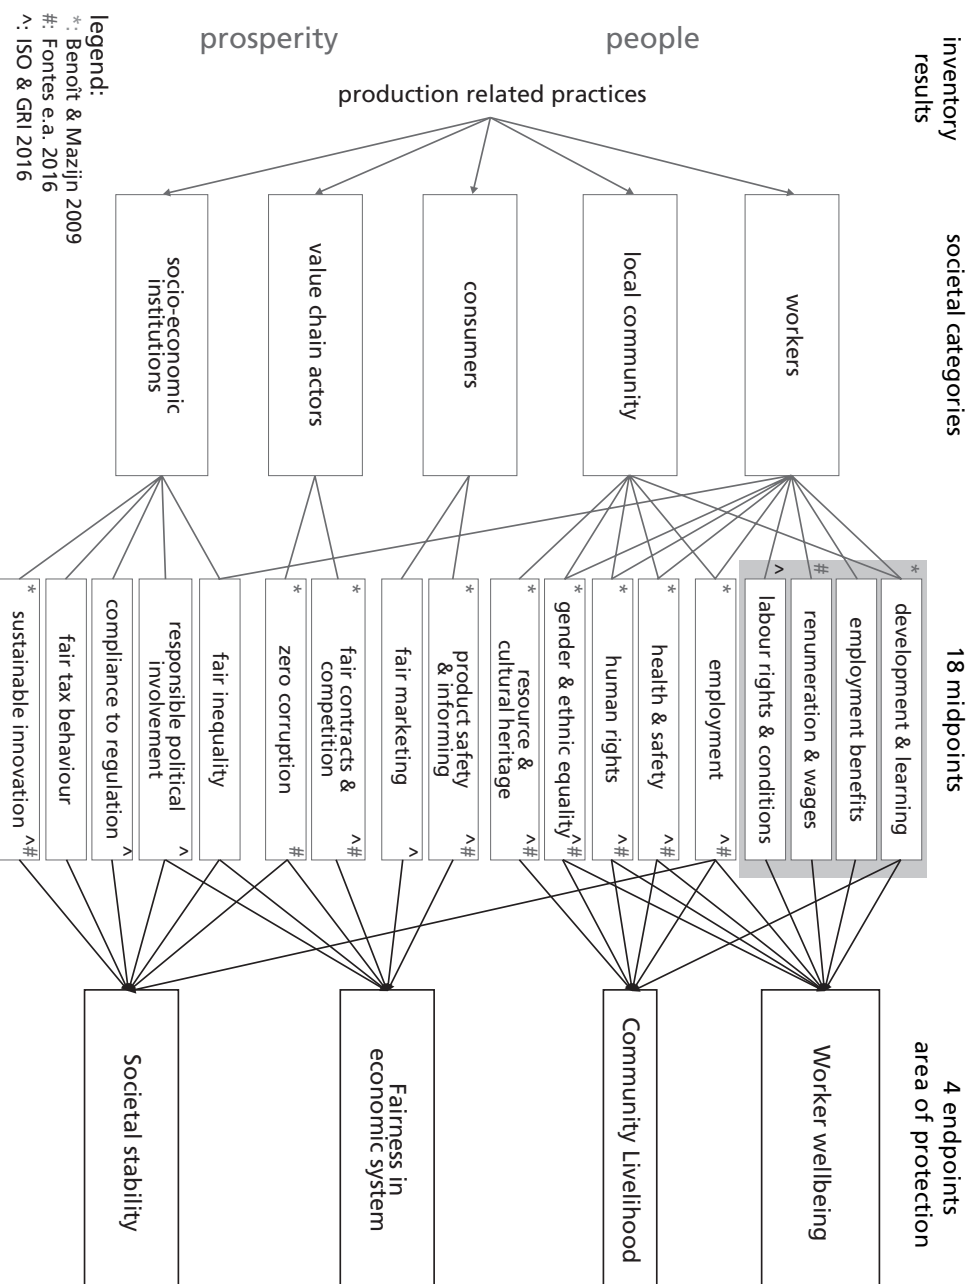 people
prosperity
production related practices
inventory
results
societal categories
18 midpoints
4 endpoints
area of protection
workers
local community
consumers
value chain actors
socio-economic
institutions
*
development & learning
employment benefits
#
renumeration & wages
^
labour rights & conditions
* employment ^#
* health & safety ^#
* human rights ^#
* gender & ethnic equality ^#
* resource &
cultural heritage ^#
* product safety
& informing ^#
fair marketing ^
* fair contracts &
competition ^#
* zero corruption #
fair inequality
responsible political
involvement ^
compliance to regulation ^
fair tax behaviour
* sustainable innovation ^#
Worker wellbeing
Community Livelihood
Fairness in
economic system
Societal stability
legend:
*: Benoît & Mazijn 2009
#: Fontes e.a. 2016
^: ISO & GRI 2016